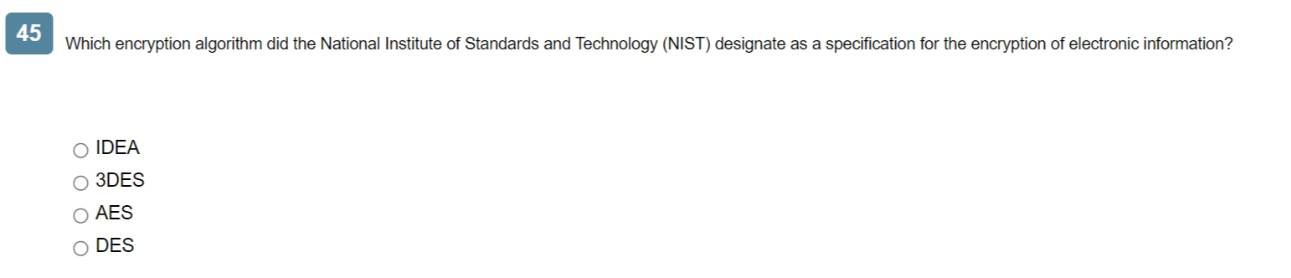 45
Which encryption algorithm did the National Institute of Standards and Technology (NIST) designate as a specification for the encryption of electronic information?
IDEA
3DES
AES
DES